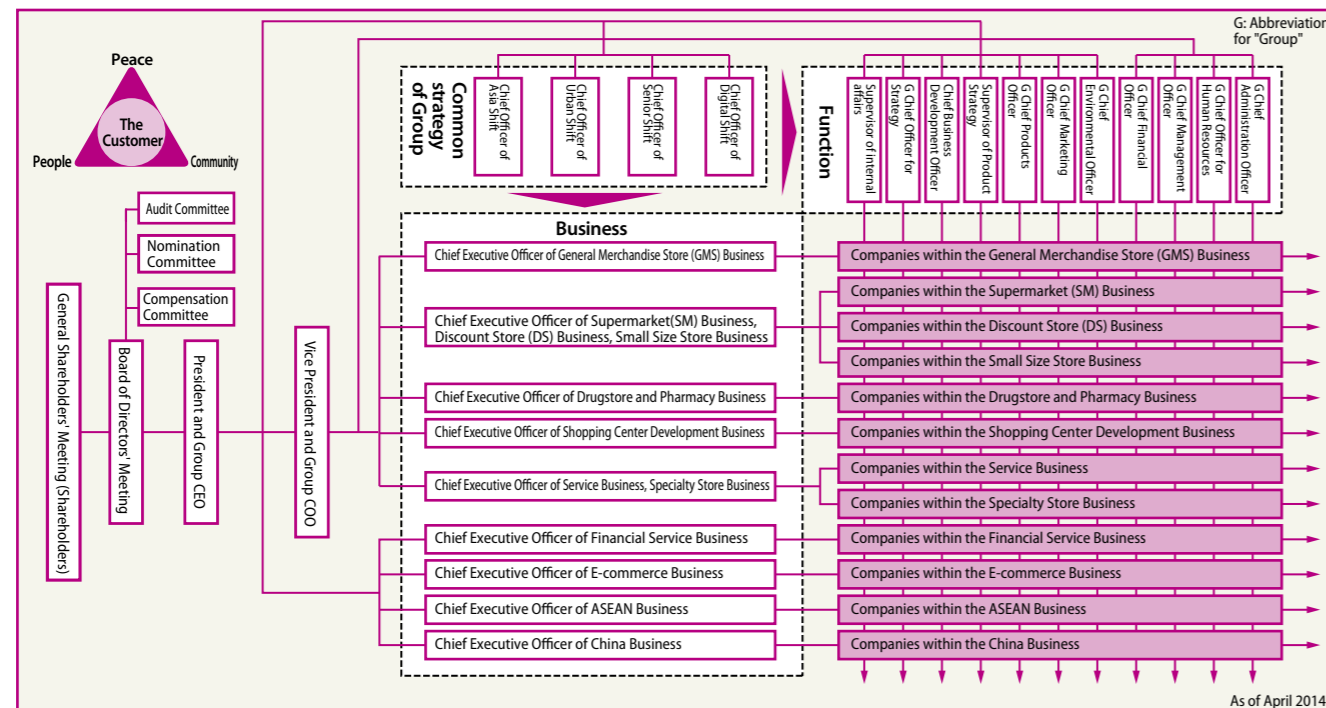 G: Abbreviation
for "Group"
Peace
The
Customer
People
Community
Common
strategy
of Group
Chief Officer of
Asia Shift
Chief Officer of
Urban Shift
Chief Officer of
Senior Shift
Chief Officer of
Digital Shift
Function
Supervisor of internal
affairs
G Chief Officer for
Strategy
Chief Business
Development Officer
Supervisor of Product
Strategy
G Chief Products
Officer
G Chief Marketing
Officer
G Chief
Environmental Officer
G Chief Financial
Officer
G Chief Management
Officer
G Chief Officer for
Human Resources
G Chief
Administration Officer
Audit Committee
Nomination
Committee
Compensation
Committee
General Shareholders' Meeting (Shareholders)
Board of Directors' Meeting
President and Group CEO
Vice President and Group COO
Business
Chief Executive Officer of General Merchandise Store (GMS) Business
Chief Executive Officer of Supermarket(SM) Business,
Discount Store (DS) Business, Small Size Store Business
Chief Executive Officer of Drugstore and Pharmacy Business
Chief Executive Officer of Shopping Center Development Business
Chief Executive Officer of Service Business, Specialty Store Business
Chief Executive Officer of Financial Service Business
Chief Executive Officer of E-commerce Business
Chief Executive Officer of ASEAN Business
Chief Executive Officer of China Business
Companies within the General Merchandise Store (GMS) Business
Companies within the Supermarket (SM) Business
Companies within the Discount Store (DS) Business
Companies within the Small Size Store Business
Companies within the Drugstore and Pharmacy Business
Companies within the Shopping Center Development Business
Companies within the Service Business
Companies within the Specialty Store Business
Companies within the Financial Service Business
Companies within the E-commerce Business
Companies within the ASEAN Business
Companies within the China Business
As of April 2014